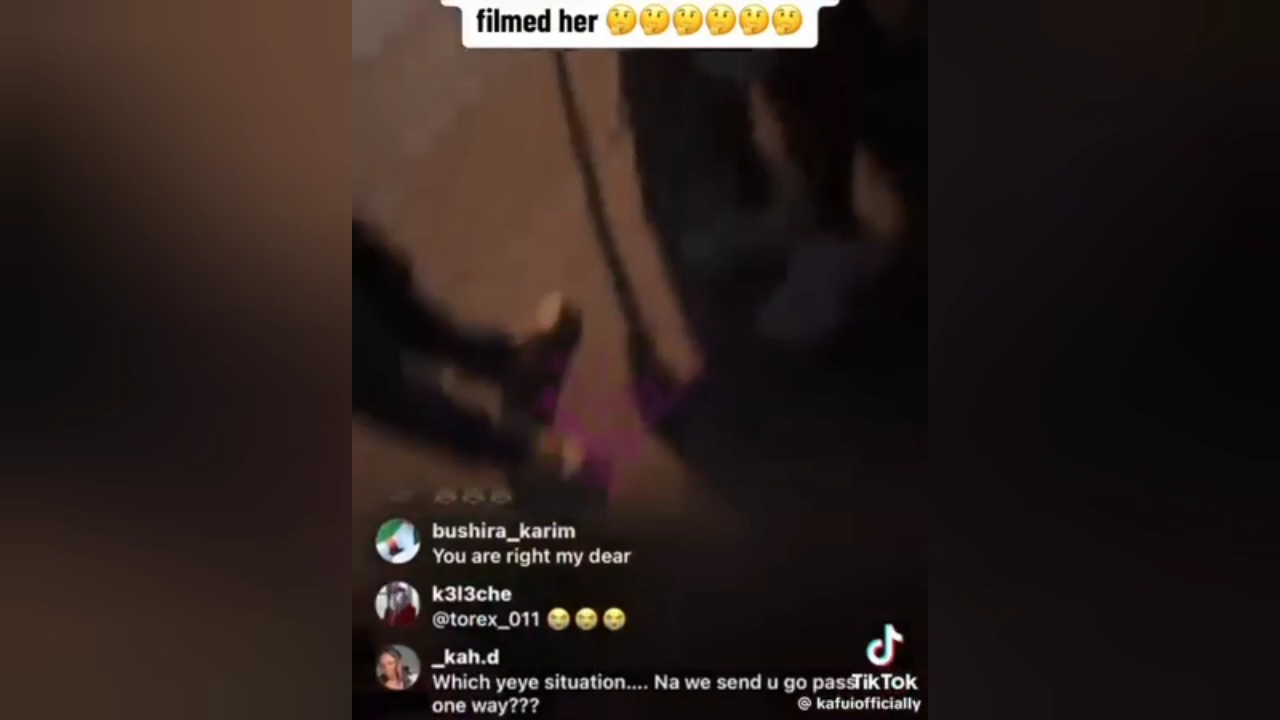 filmed her 🤔🤔🤔🤔🤔🤔
bushira_karim
You are right my dear
k3l3che
@torex_011 😭😭😭
_kah.d
Which yeye situation.... Na we send u go pass
one way???
TikTok
@ kafuiofficially